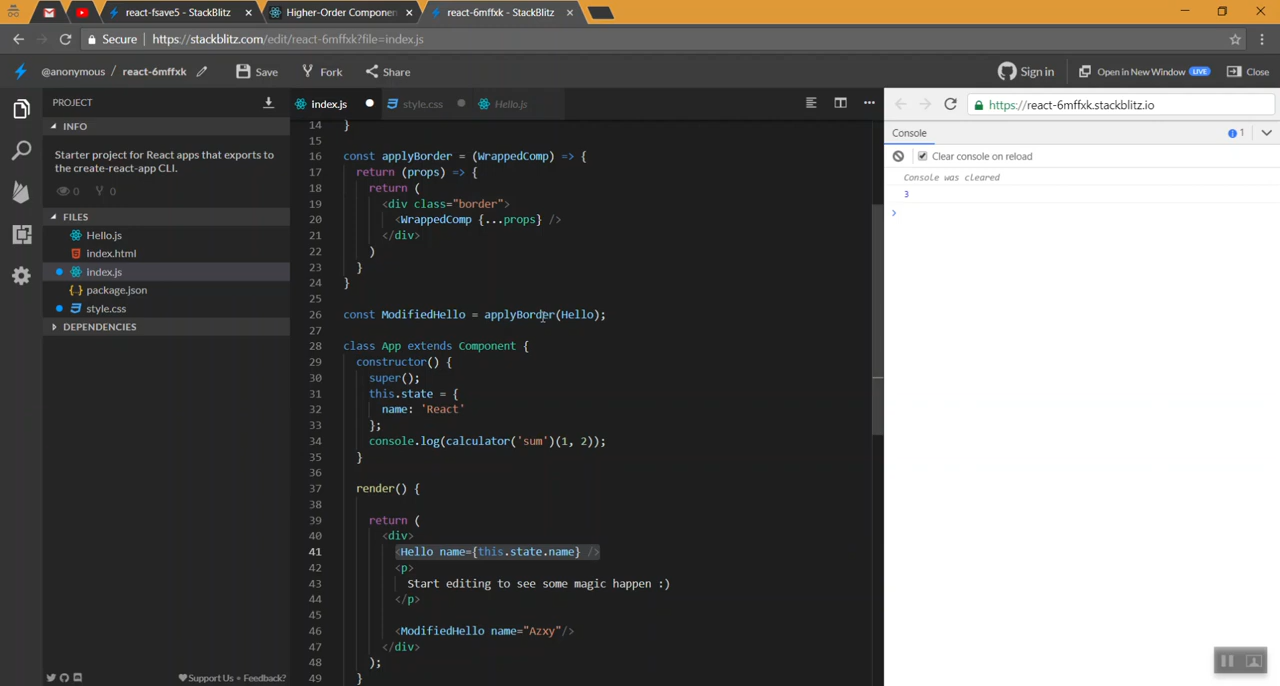 react-fsave5 - StackBlitz
Higher-Order Componen
react-6mffxk - StackBlitz
Secure
https://stackblitz.com/edit/react-6mffxk?file=index.js
@anonymous / react-6mffxk
Save
Fork
Share
Sign in
Open in New Window LIVE
Close
PROJECT
INFO
Starter project for React apps that exports to
the create-react-app CLI.
0 0
FILES
Hello.js
index.html
index.js
package.json
style.css
DEPENDENCIES
Support Us • Feedback?
index.js
style.css
Hello.js
14 }
15
16 const applyBorder = (WrappedComp) => {
17 return (props) => {
18 return (
19 <div class="border">
20 <WrappedComp {...props} />
21 </div>
22 )
23 }
24 }
25
26 const ModifiedHello = applyBorder(Hello);
27
28 class App extends Component {
29 constructor() {
30 super();
31 this.state = {
32 name: 'React'
33 };
34 console.log(calculator('sum')(1, 2));
35 }
36
37 render() {
38
39 return (
40 <div>
41 <Hello name={this.state.name} />
42 <p>
43 Start editing to see some magic happen :)
44 </p>
45
46 <ModifiedHello name="Azxy"/>
47 </div>
48 );
49 }
https://react-6mffxk.stackblitz.io
Console
1
Clear console on reload
Console was cleared
3